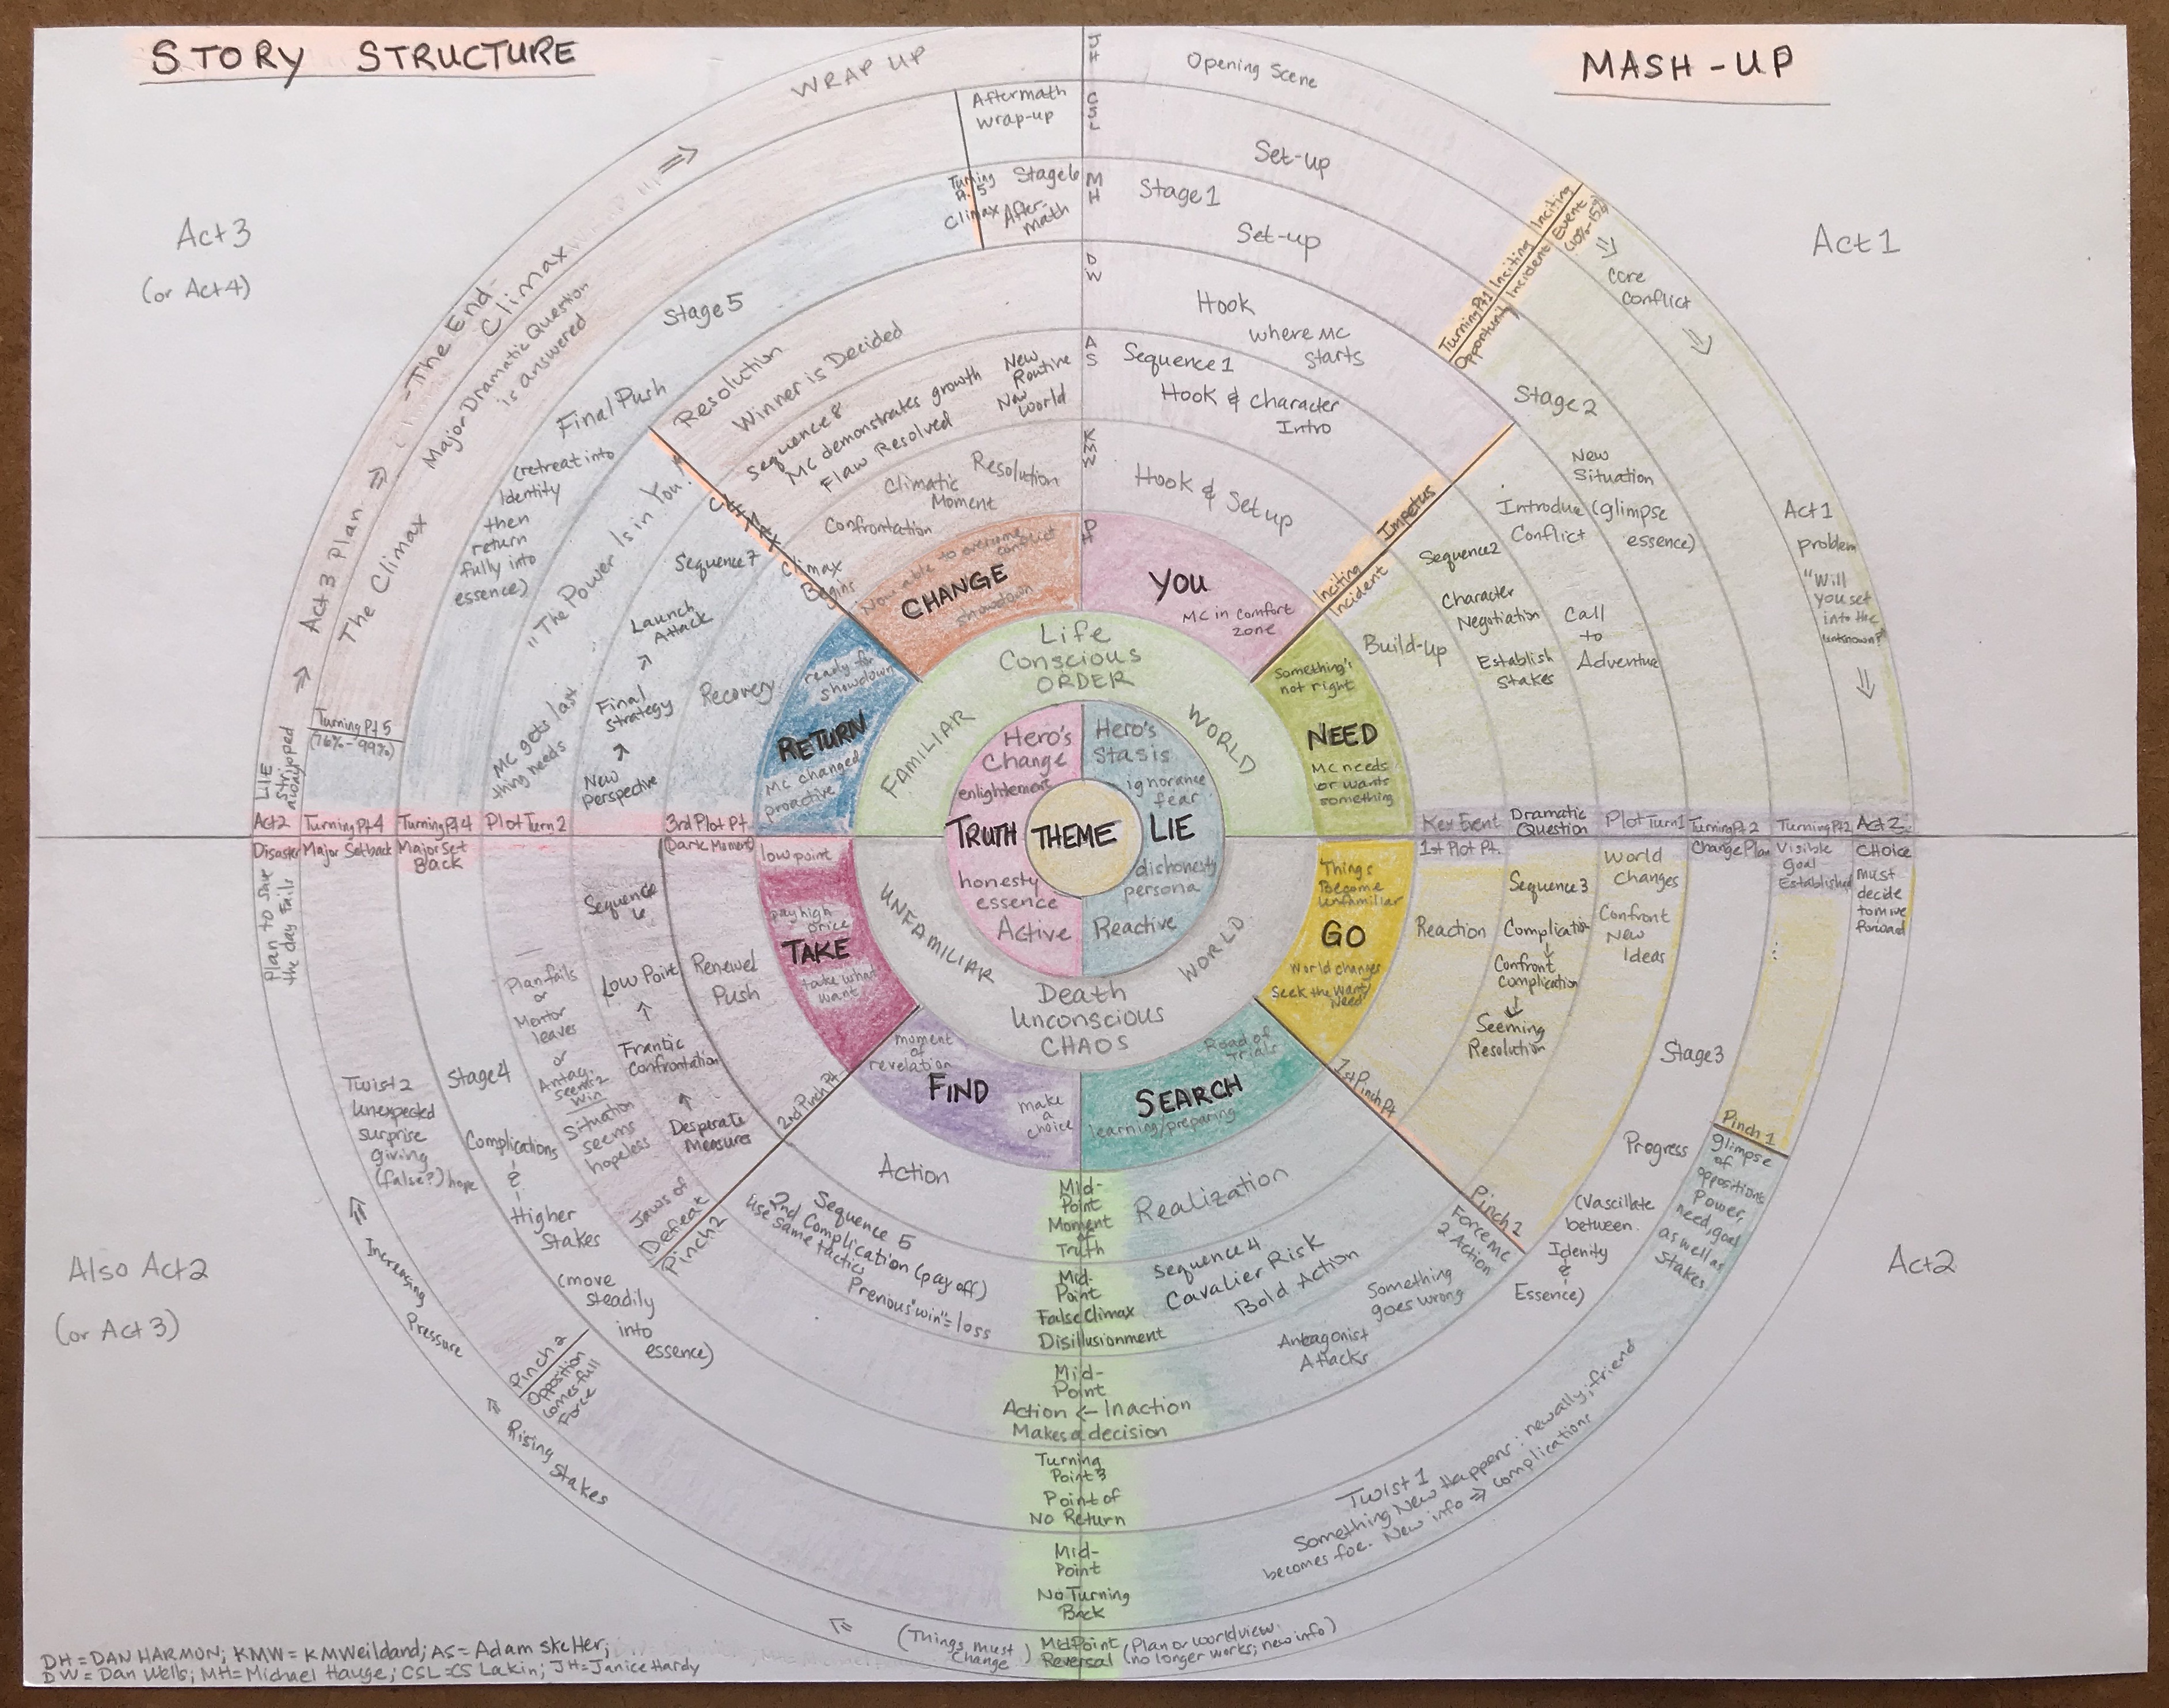 STORY STRUCTURE
MASH-UP
Act 3
(or Act 4)
Act 1
Also Act 2
(or Act 3)
Act 2
JH
Opening Scene
Inciting
Event
(10%-15%)
Core
Conflict
Act 1
problem
"Will
you set
into the
unknown?"
Act 2
CHOICE
must
decide
to move
forward
MidPoint
Reversal
(Plan or worldview
no longer works; new info)
(Things must
change)
Rising Stakes
Increasing
Pressure
Plan to save
the day fails
Act 2
Disaster
LIE
stripped
away
Act 3 Plan
-The End-
Climax
WRAP UP
CSL
Set-up
Inciting
Incident
Turning Pt 2
Visible
goal
Established
Pinch 1
glimpse
of
opposition's
Power,
need, goal
as well as
Stakes
Twist 1
Something New Happens: new ally; friend
becomes foe. New info ⇒ complications
Mid-
Point
No Turning
Back
Pinch 2
Opposition
comes full
Force
Twist 2
unexpected
surprise
giving
(false?) hope
Turning Pt 4
Major Setback
Turning Pt 5
(76%-99%)
The Climax
Major Dramatic Question
is answered
Aftermath
Wrap-up
MH
Stage 1
Set-up
Turning Pt 1
Opportunity
Stage 2
New
Situation
(glimpse
essence)
Turning Pt 2
Change Plan
Stage 3
Progress
(Vascillate
between
Idenity
&
Essence)
Turning
Point 3
Point of
No Return
Stage 4
Complications
&
Higher
Stakes
(move
steadily
into
essence)
Turning Pt 4
Major Set
Back
Stage 5
Final Push
(retreat into
Identity
then
return
fully into
essence)
Turning
Pt. 5
Climax
Stage 6
After-
math
DW
Hook
where MC
starts
Introdue
Conflict
Call
to
Adventure
Plot Turn 1
World
Changes
Confront
New
Ideas
Pinch 1
Force MC
2 Action
Something
goes wrong
Antagonist
Attacks
Mid-
Point
Action <- Inaction
Makes a decision
Pinch 2
Jaws of
Defeat
Situation
seems
hopeless
Plan fails
or
Mentor
leaves
or
Antag.
seems 2
win
Plot Turn 2
MC gets last
thing needs
"The Power Is in You!"
Resolution
Winner is Decided
AS
Sequence 1
Hook & Character
Intro
Impetus
Sequence 2
Character
Negotiation
Establish
Stakes
Dramatic
Question
Sequence 3
Complication
Confront
Complication
Seeming
Resolution
Sequence 4
Cavalier Risk
Bold Action
Mid-
Point
False Climax
Disillusionment
Sequence 5
2nd Complication (pay off)
use same tactics
Previous "win" = loss
Desperate
Measures
Frantic
Confrontation
Low Point
Sequence
6
New
Perspective
Final
Strategy
Launch
Attack
Sequence 7
Climax
Sequence 8
MC demonstrates growth
Flaw Resolved
New
Routine
New
World
KMW
Hook & Set up
Inciting
Incident
Build-up
Key Event
1st Plot Pt.
Reaction
1st Pinch Pt
Realization
Mid-
Point
Moment
of
Truth
Action
2nd Pinch Pt.
Renewel
Push
3rd Plot Pt.
(Dark Moment)
Recovery
Climax
Begins
Confrontation
Climatic
Moment
Resolution
DH
YOU
MC in comfort
zone
Something's
not right
NEED
MC needs
or wants
something
Things
Become
Unfamiliar
GO
World changes
Seek the Want/
Need
Road of
Trials
SEARCH
learning/preparing
moment
of
revelation
FIND
make
a
choice
low point
pay high
price
TAKE
take what
want
ready for
showdown
RETURN
MC changed
proactive
Now able to overcome
conflict
CHANGE
showdown
Life
Conscious
ORDER
FAMILIAR WORLD
UNFAMILIAR WORLD
Death
Unconscious
CHAOS
Hero's
Change
enlightement
TRUTH
honesty
essence
Active
THEME
Hero's
Stasis
ignorance
fear
LIE
dishonesty
persona
Reactive
DH = DAN HARMON; KMW = KMWeildand; AS = Adam Skelter;
DW = Dan Wells; MH = Michael Hauge; CSL = CS Lakin; JH = Janice Hardy